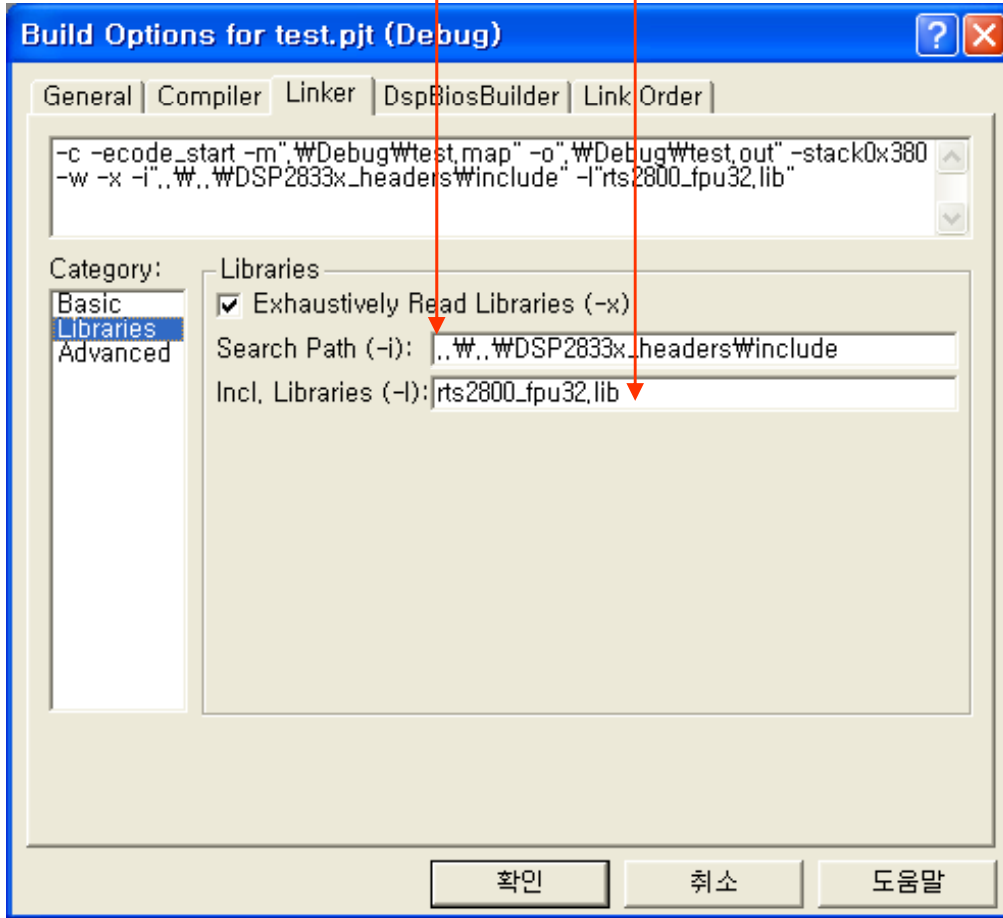 Build Options for test.pjt (Debug)
General Compiler Linker DspBiosBuilder Link Order
-c -ecode_start -m".₩Debug₩test.map" -o".₩Debug₩test.out" -stack0x380
-w -x -i"..₩..₩DSP2833x_headers₩include" -l"rts2800_fpu32.lib"
Category:
Basic
Libraries
Advanced
Libraries
Exhaustively Read Libraries (-x)
Search Path (-i): ..₩..₩DSP2833x_headers₩include
Incl. Libraries (-l): rts2800_fpu32.lib
확인 취소 도움말